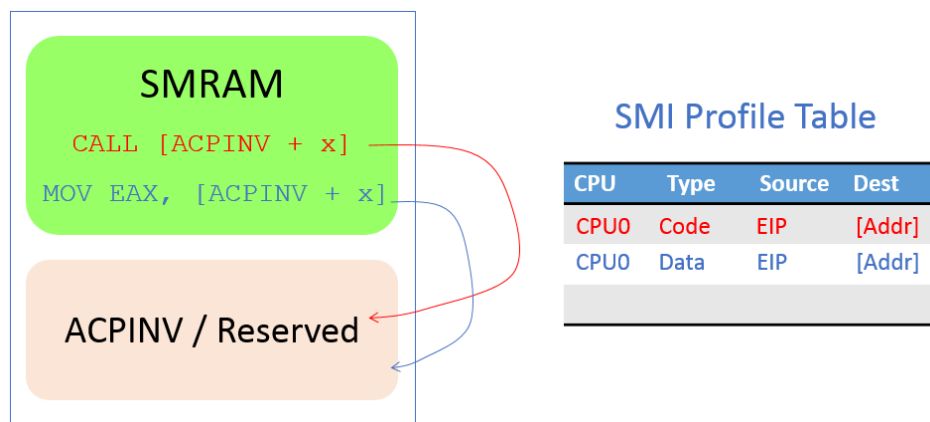 SMRAM
CALL [ACPINV + x]
MOV EAX, [ACPINV + x]
ACPINV / Reserved
SMI Profile Table
CPU Type Source Dest
CPU0 Code EIP [Addr]
CPU0 Data EIP [Addr]